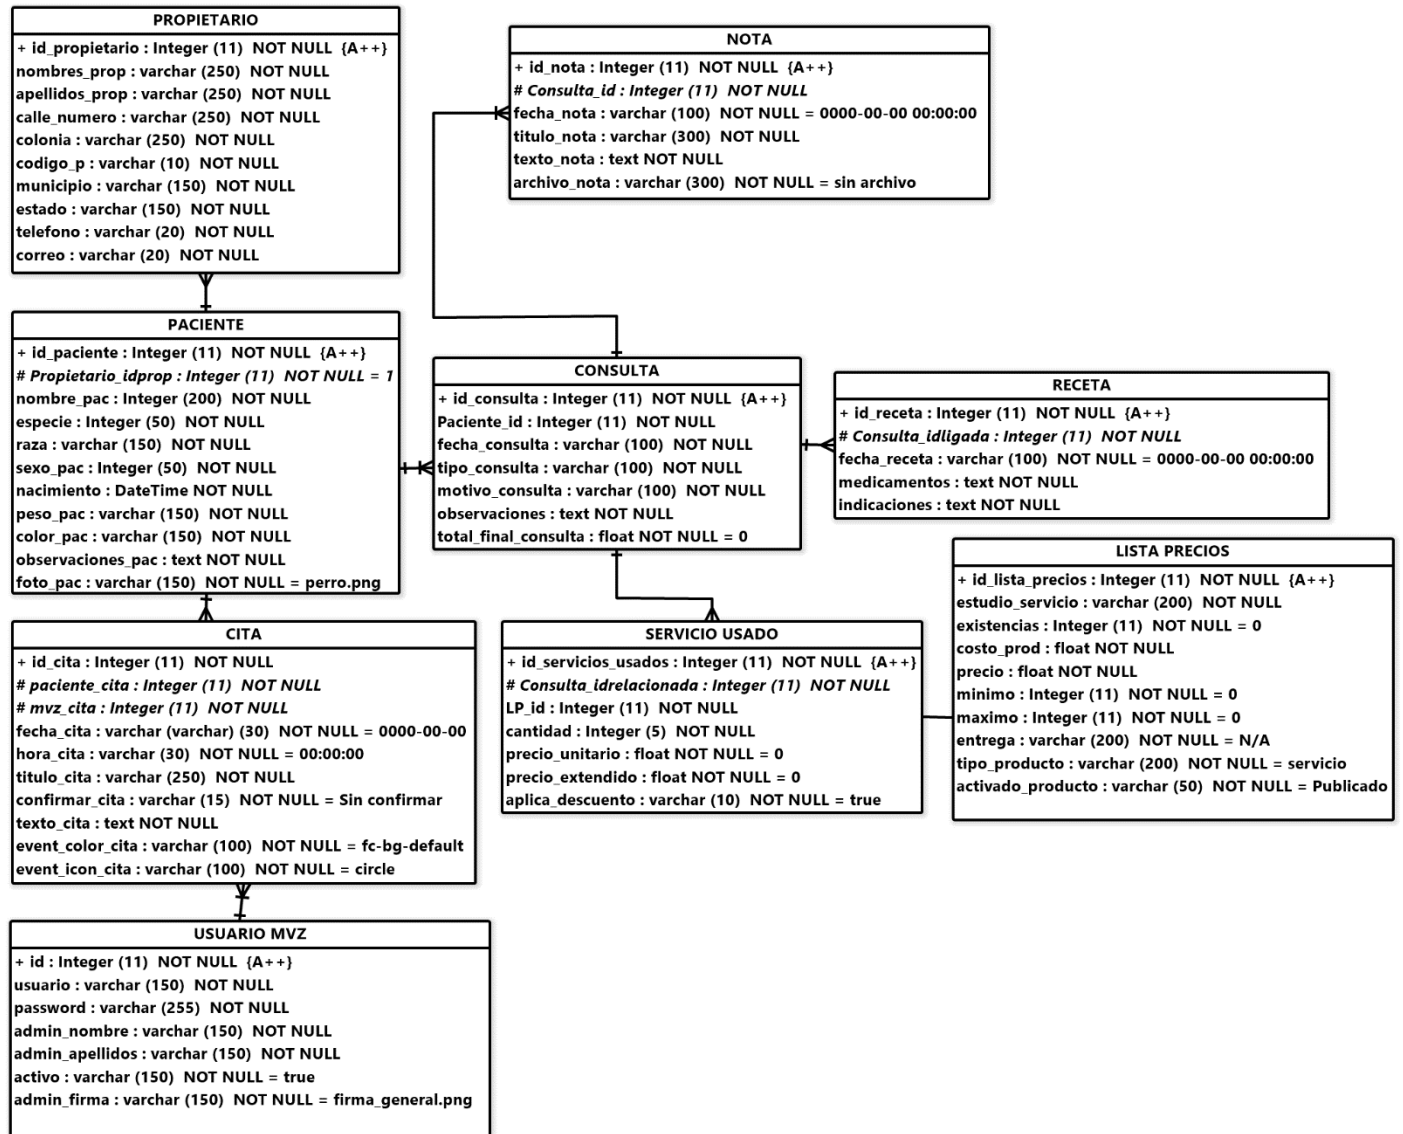 PROPIETARIO
+ id_propietario : Integer (11) NOT NULL {A++}
nombres_prop : varchar (250) NOT NULL
apellidos_prop : varchar (250) NOT NULL
calle_numero : varchar (250) NOT NULL
colonia : varchar (250) NOT NULL
codigo_p : varchar (10) NOT NULL
municipio : varchar (150) NOT NULL
estado : varchar (150) NOT NULL
telefono : varchar (20) NOT NULL
correo : varchar (20) NOT NULL
NOTA
+ id_nota : Integer (11) NOT NULL {A++}
# Consulta_id : Integer (11) NOT NULL
fecha_nota : varchar (100) NOT NULL = 0000-00-00 00:00:00
titulo_nota : varchar (300) NOT NULL
texto_nota : text NOT NULL
archivo_nota : varchar (300) NOT NULL = sin archivo
PACIENTE
+ id_paciente : Integer (11) NOT NULL {A++}
# Propietario_idprop : Integer (11) NOT NULL = 1
nombre_pac : Integer (200) NOT NULL
especie : Integer (50) NOT NULL
raza : varchar (150) NOT NULL
sexo_pac : Integer (50) NOT NULL
nacimiento : DateTime NOT NULL
peso_pac : varchar (150) NOT NULL
color_pac : varchar (150) NOT NULL
observaciones_pac : text NOT NULL
foto_pac : varchar (150) NOT NULL = perro.png
CONSULTA
+ id_consulta : Integer (11) NOT NULL {A++}
Paciente_id : Integer (11) NOT NULL
fecha_consulta : varchar (100) NOT NULL
tipo_consulta : varchar (100) NOT NULL
motivo_consulta : varchar (100) NOT NULL
observaciones : text NOT NULL
total_final_consulta : float NOT NULL = 0
RECETA
+ id_receta : Integer (11) NOT NULL {A++}
# Consulta_idligada : Integer (11) NOT NULL
fecha_receta : varchar (100) NOT NULL = 0000-00-00 00:00:00
medicamentos : text NOT NULL
indicaciones : text NOT NULL
LISTA PRECIOS
+ id_lista_precios : Integer (11) NOT NULL {A++}
estudio_servicio : varchar (200) NOT NULL
existencias : Integer (11) NOT NULL = 0
costo_prod : float NOT NULL
precio : float NOT NULL
minimo : Integer (11) NOT NULL = 0
maximo : Integer (11) NOT NULL = 0
entrega : varchar (200) NOT NULL = N/A
tipo_producto : varchar (200) NOT NULL = servicio
activado_producto : varchar (50) NOT NULL = Publicado
CITA
+ id_cita : Integer (11) NOT NULL
# paciente_cita : Integer (11) NOT NULL
# mvz_cita : Integer (11) NOT NULL
fecha_cita : varchar (varchar) (30) NOT NULL = 0000-00-00
hora_cita : varchar (30) NOT NULL = 00:00:00
titulo_cita : varchar (250) NOT NULL
confirmar_cita : varchar (15) NOT NULL = Sin confirmar
texto_cita : text NOT NULL
event_color_cita : varchar (100) NOT NULL = fc-bg-default
event_icon_cita : varchar (100) NOT NULL = circle
SERVICIO USADO
+ id_servicios_usados : Integer (11) NOT NULL {A++}
# Consulta_idrelacionada : Integer (11) NOT NULL
LP_id : Integer (11) NOT NULL
cantidad : Integer (5) NOT NULL
precio_unitario : float NOT NULL = 0
precio_extendido : float NOT NULL = 0
aplica_descuento : varchar (10) NOT NULL = true
USUARIO MVZ
+ id : Integer (11) NOT NULL {A++}
usuario : varchar (150) NOT NULL
password : varchar (255) NOT NULL
admin_nombre : varchar (150) NOT NULL
admin_apellidos : varchar (150) NOT NULL
activo : varchar (150) NOT NULL = true
admin_firma : varchar (150) NOT NULL = firma_general.png